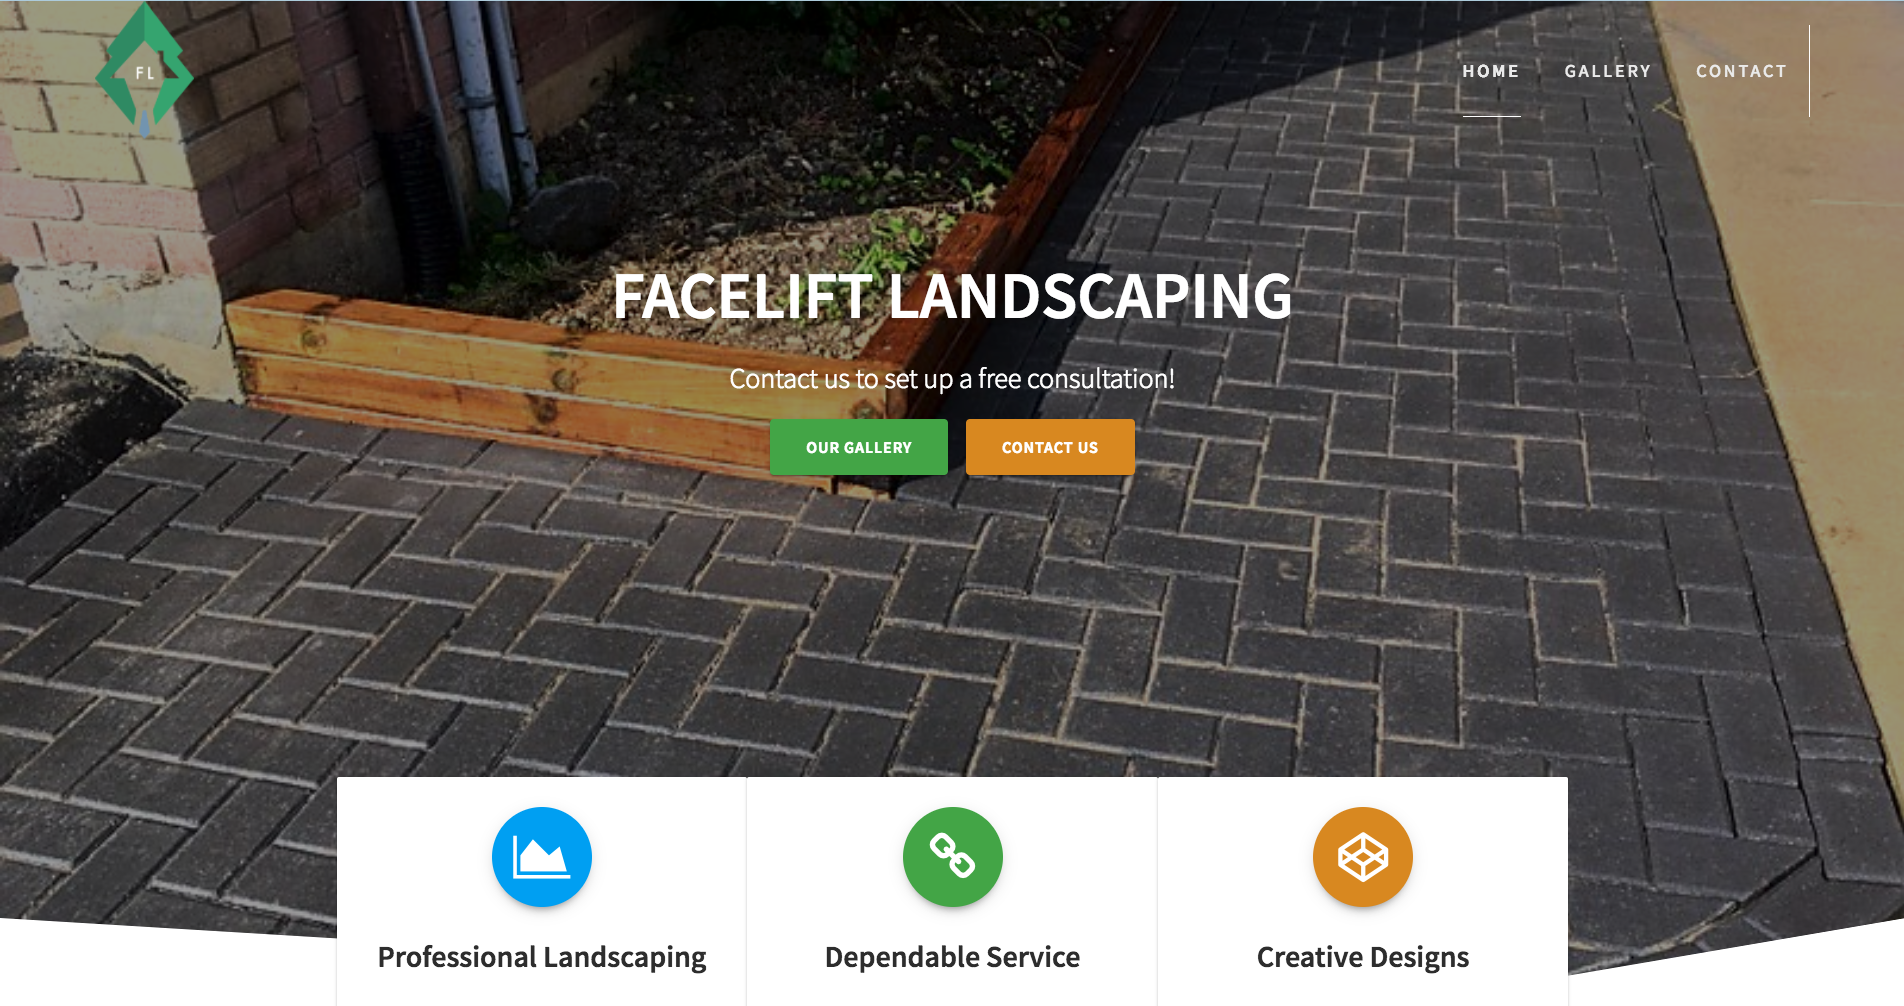 FL
HOME GALLERY CONTACT
FACELIFT LANDSCAPING
Contact us to set up a free consultation!
OUR GALLERY CONTACT US
Professional Landscaping Dependable Service Creative Designs